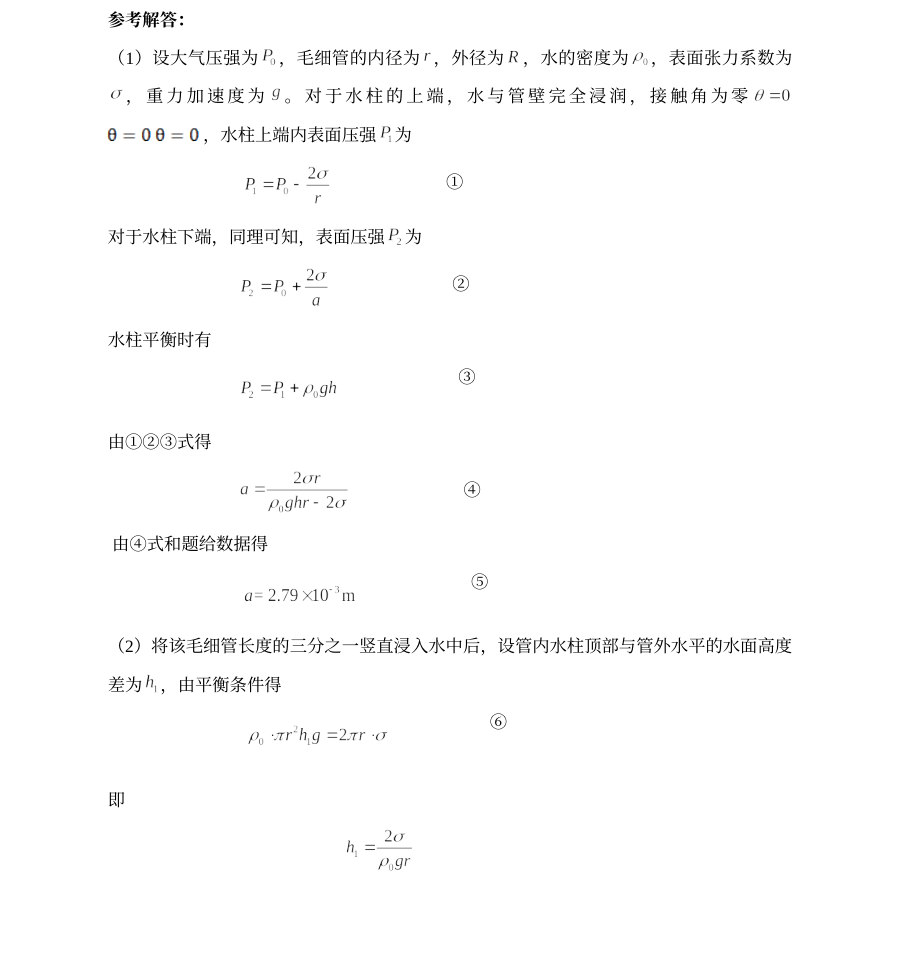 参考解答：
（1）设大气压强为 P₀，毛细管的内径为 r，外径为 R，水的密度为 ρ₀，表面张力系数为
σ，重力加速度为 g。对于水柱的上端，水与管壁完全浸润，接触角为零 θ=0
θ = 0 θ = 0，水柱上端内表面压强 P₁ 为
P₁ = P₀ - 2σ/r ①
对于水柱下端，同理可知，表面压强 P₂ 为
P₂ = P₀ + 2σ/a ②
水柱平衡时有
P₂ = P₁ + ρ₀gh ③
由①②③式得
a = 2σr/(ρ₀ghr - 2σ) ④
由④式和题给数据得
a = 2.79×10⁻³m ⑤
（2）将该毛细管长度的三分之一竖直浸入水中后，设管内水柱顶部与管外水平的水面高度
差为 h₁，由平衡条件得
ρ₀·πr²h₁g = 2πr·σ ⑥
即
h₁ = 2σ/(ρ₀gr)